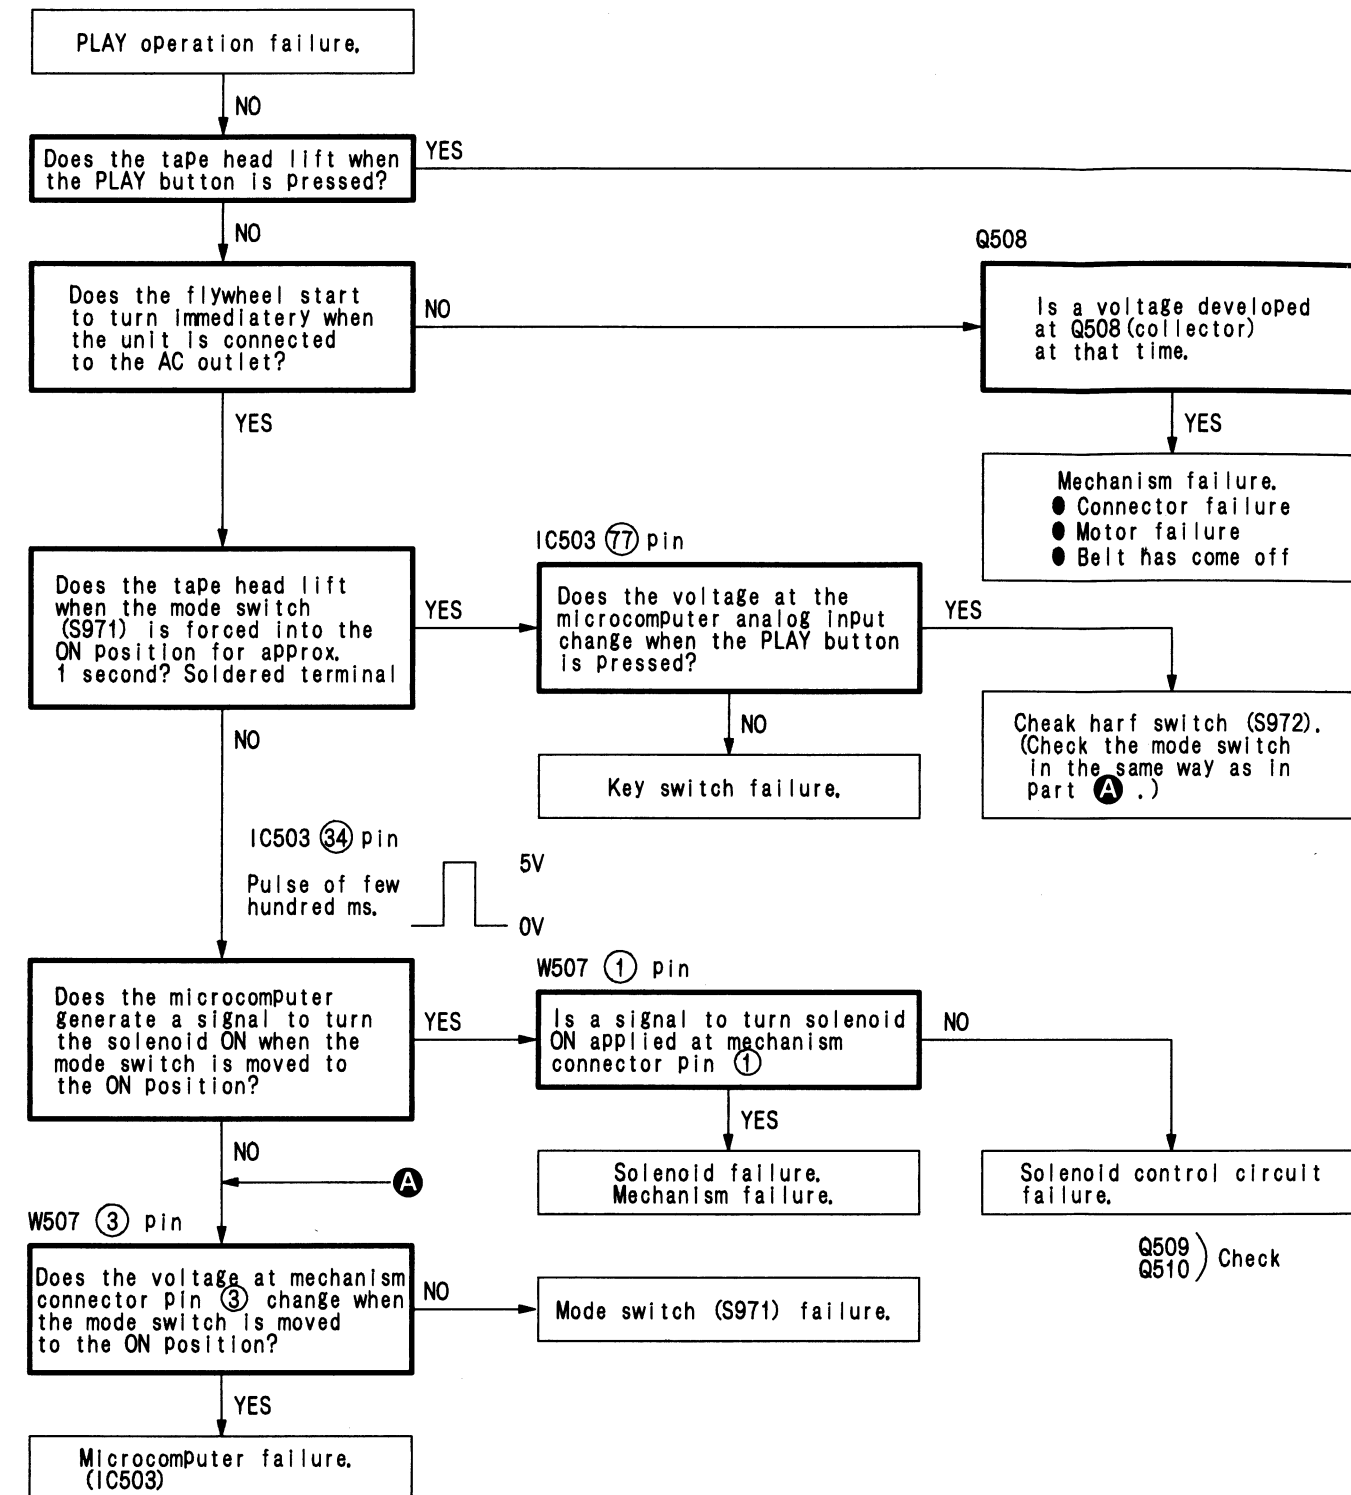 PLAY operation failure.
NO
Does the tape head lift when
the PLAY button is pressed?
YES
NO
Does the flywheel start
to turn immediatery when
the unit is connected
to the AC outlet?
NO
Q508
Is a voltage developed
at Q508(collector)
at that time.
YES
Mechanism failure.
● Connector failure
● Motor failure
● Belt has come off
YES
Does the tape head lift
when the mode switch
(S971) is forced into the
ON position for approx.
1 second? Soldered terminal
YES
IC503 77 pin
Does the voltage at the
microcomputer analog input
change when the PLAY button
is pressed?
YES
Cheak harf switch (S972).
(Check the mode switch
in the same way as in
part A .)
NO
Key switch failure.
NO
IC503 34 pin
Pulse of few
hundred ms.
5V
0V
Does the microcomputer
generate a signal to turn
the solenoid ON when the
mode switch is moved to
the ON position?
YES
W507 1 pin
Is a signal to turn solenoid
ON applied at mechanism
connector pin 1
NO
YES
Solenoid failure.
Mechanism failure.
Solenoid control circuit
failure.
Q509
Q510 ) Check
NO
A
W507 3 pin
Does the voltage at mechanism
connector pin 3 change when
the mode switch is moved
to the ON position?
NO
Mode switch (S971) failure.
YES
Microcomputer failure.
(IC503)